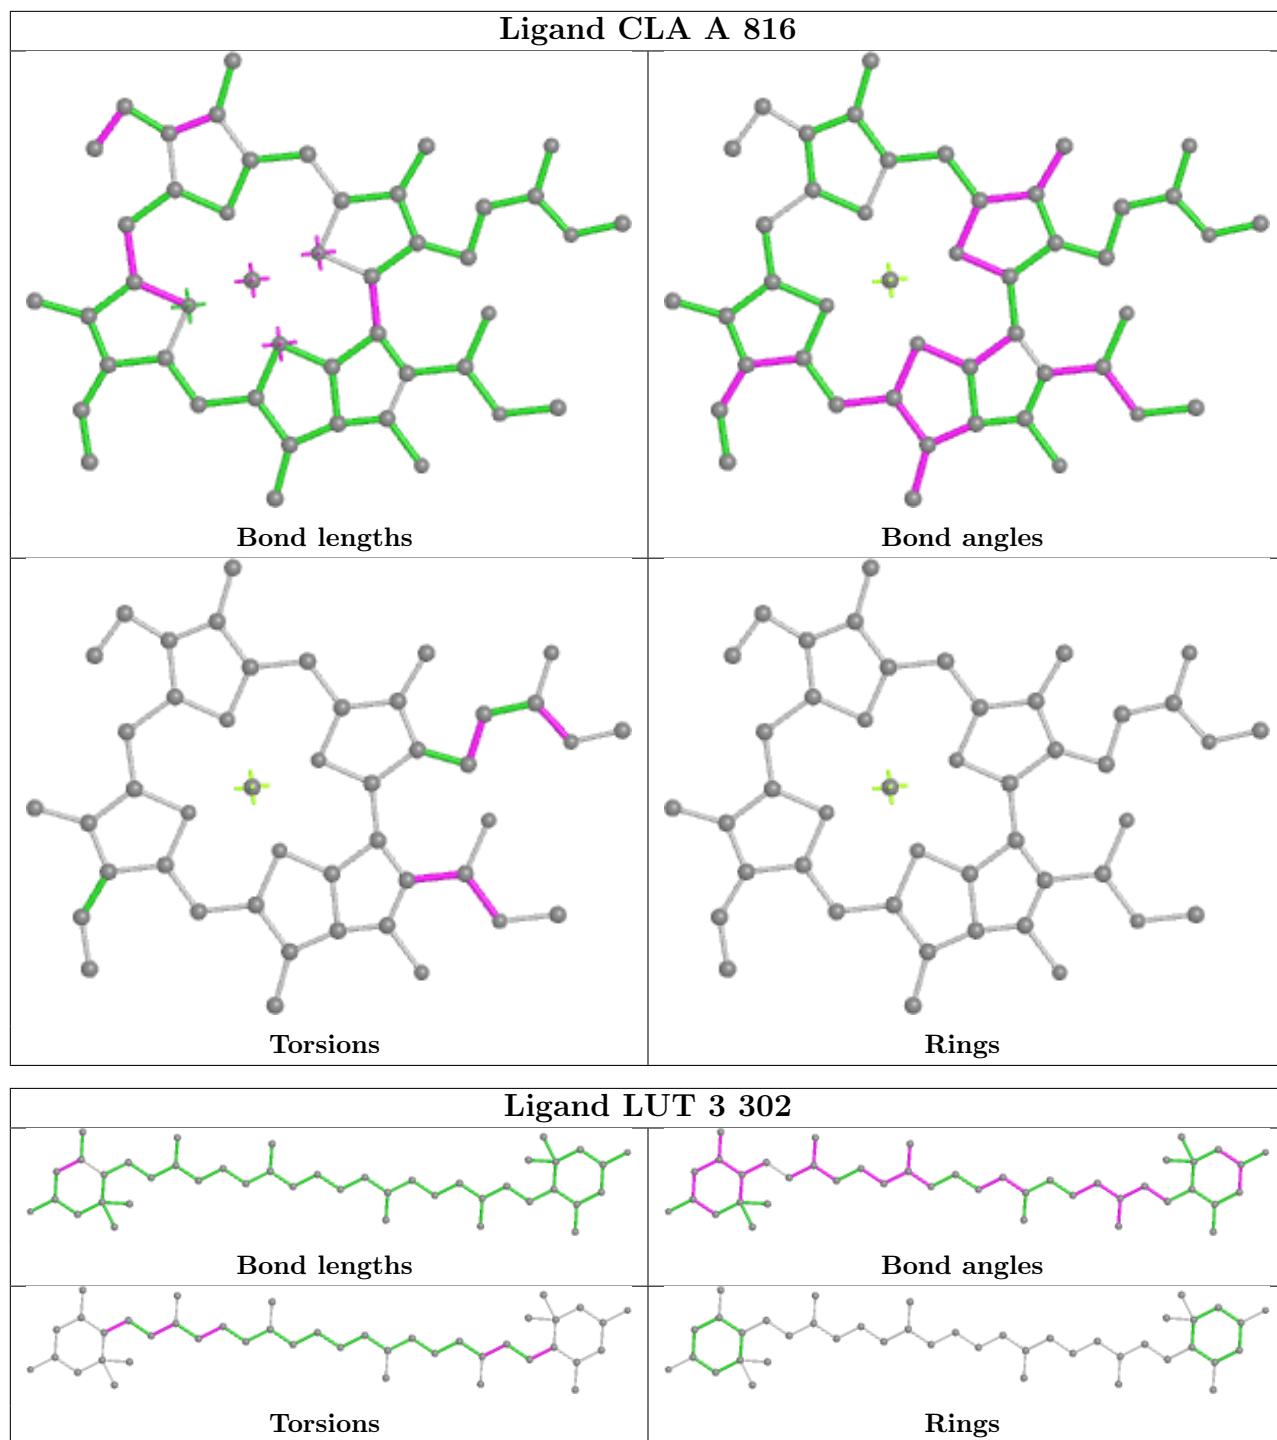 Ligand CLA A 816
Bond lengths
Bond angles
Torsions
Rings
Ligand LUT 3 302
Bond lengths
Bond angles
Torsions
Rings